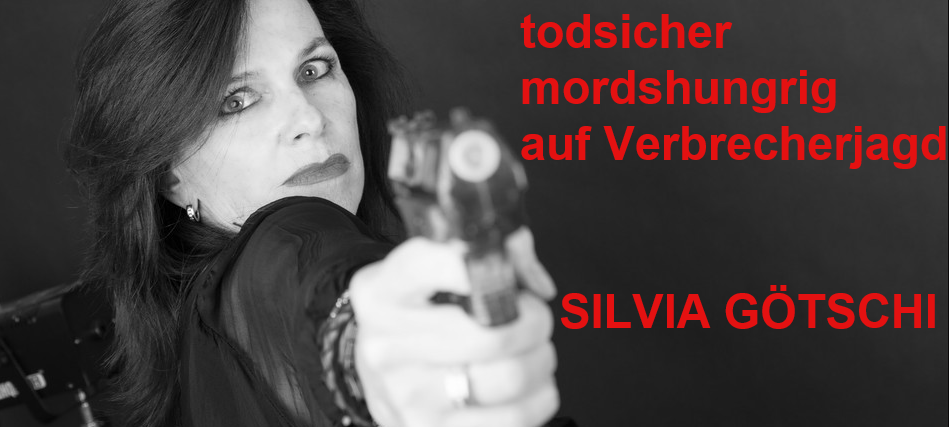 todsicher
mordshungrig
auf Verbrecherjagd
SILVIA GÖTSCHI